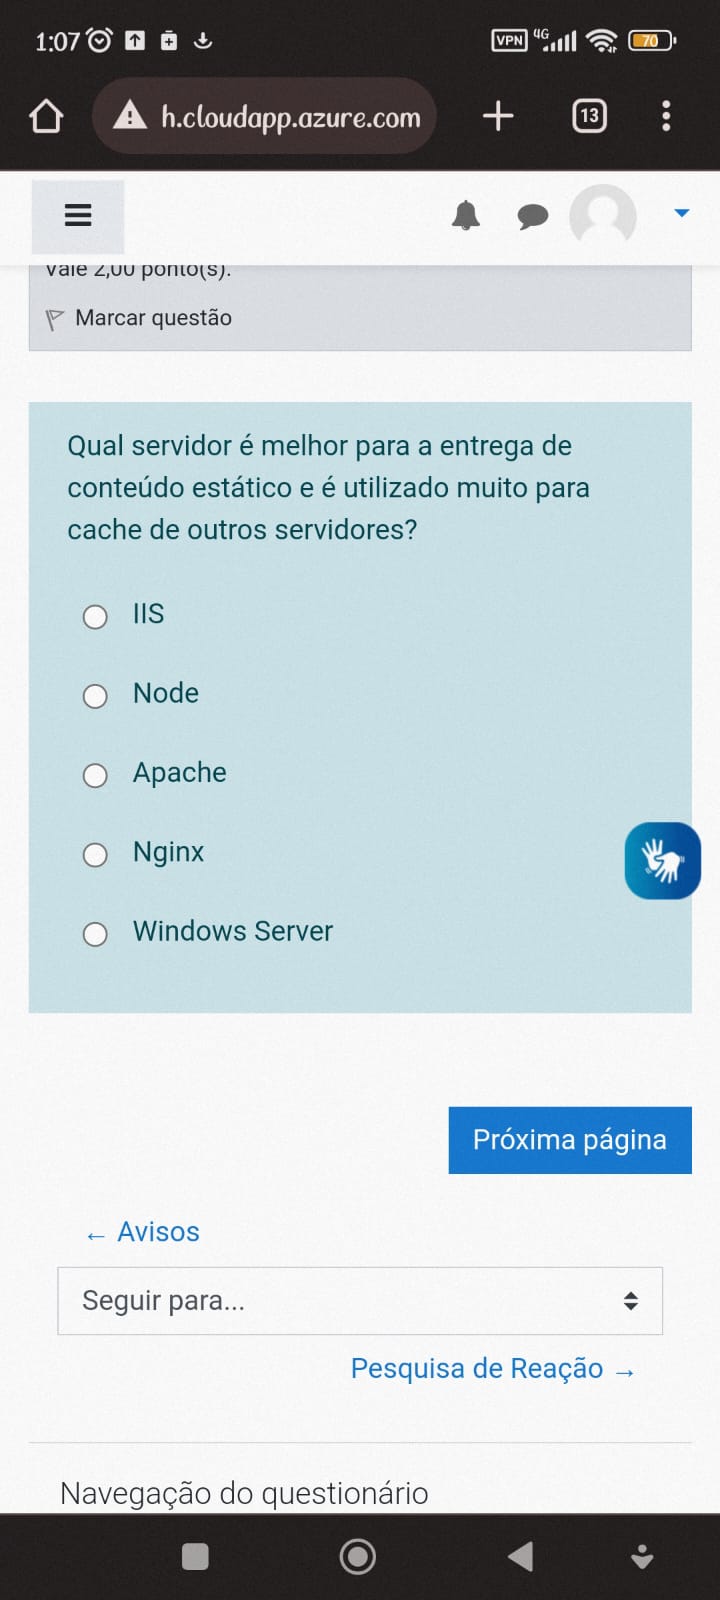 1:07
VPN 4G 70
h.cloudapp.azure.com
13
Vale 2,00 ponto(s).
Marcar questão
Qual servidor é melhor para a entrega de
conteúdo estático e é utilizado muito para
cache de outros servidores?
IIS
Node
Apache
Nginx
Windows Server
Próxima página
← Avisos
Seguir para...
Pesquisa de Reação →
Navegação do questionário